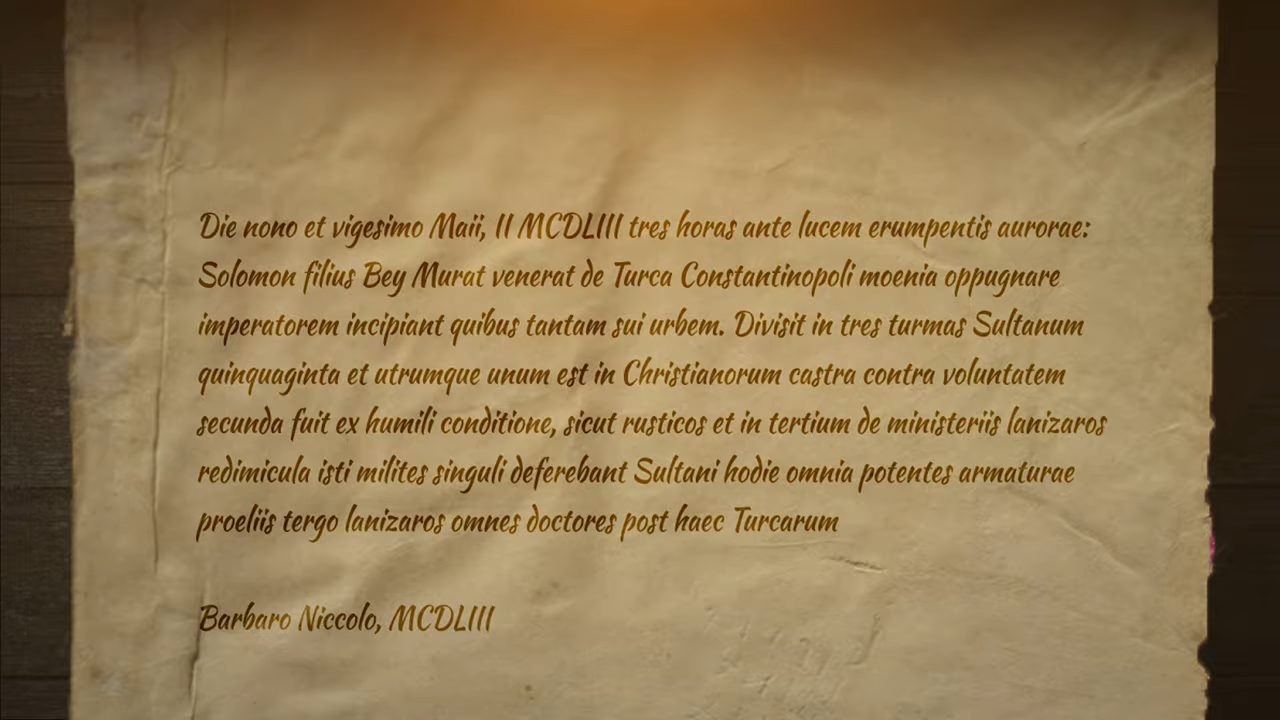 Die nono et vigesimo Maii, II MCDLIII tres horas ante lucem erumpentis aurorae:
Solomon filius Bey Murat venerat de Turca Constantinopoli moenia oppugnare
imperatorem incipiant quibus tantam sui urbem. Divisit in tres turmas Sultanum
quinquaginta et utrumque unum est in Christianorum castra contra voluntatem
secunda fuit ex humili conditione, sicut rusticos et in tertium de ministeriis lanizaros
redimicula isti milites singuli deferebant Sultani hodie omnia potentes armaturae
proeliis tergo lanizaros omnes doctores post haec Turcarum
Barbaro Niccolo, MCDLIII